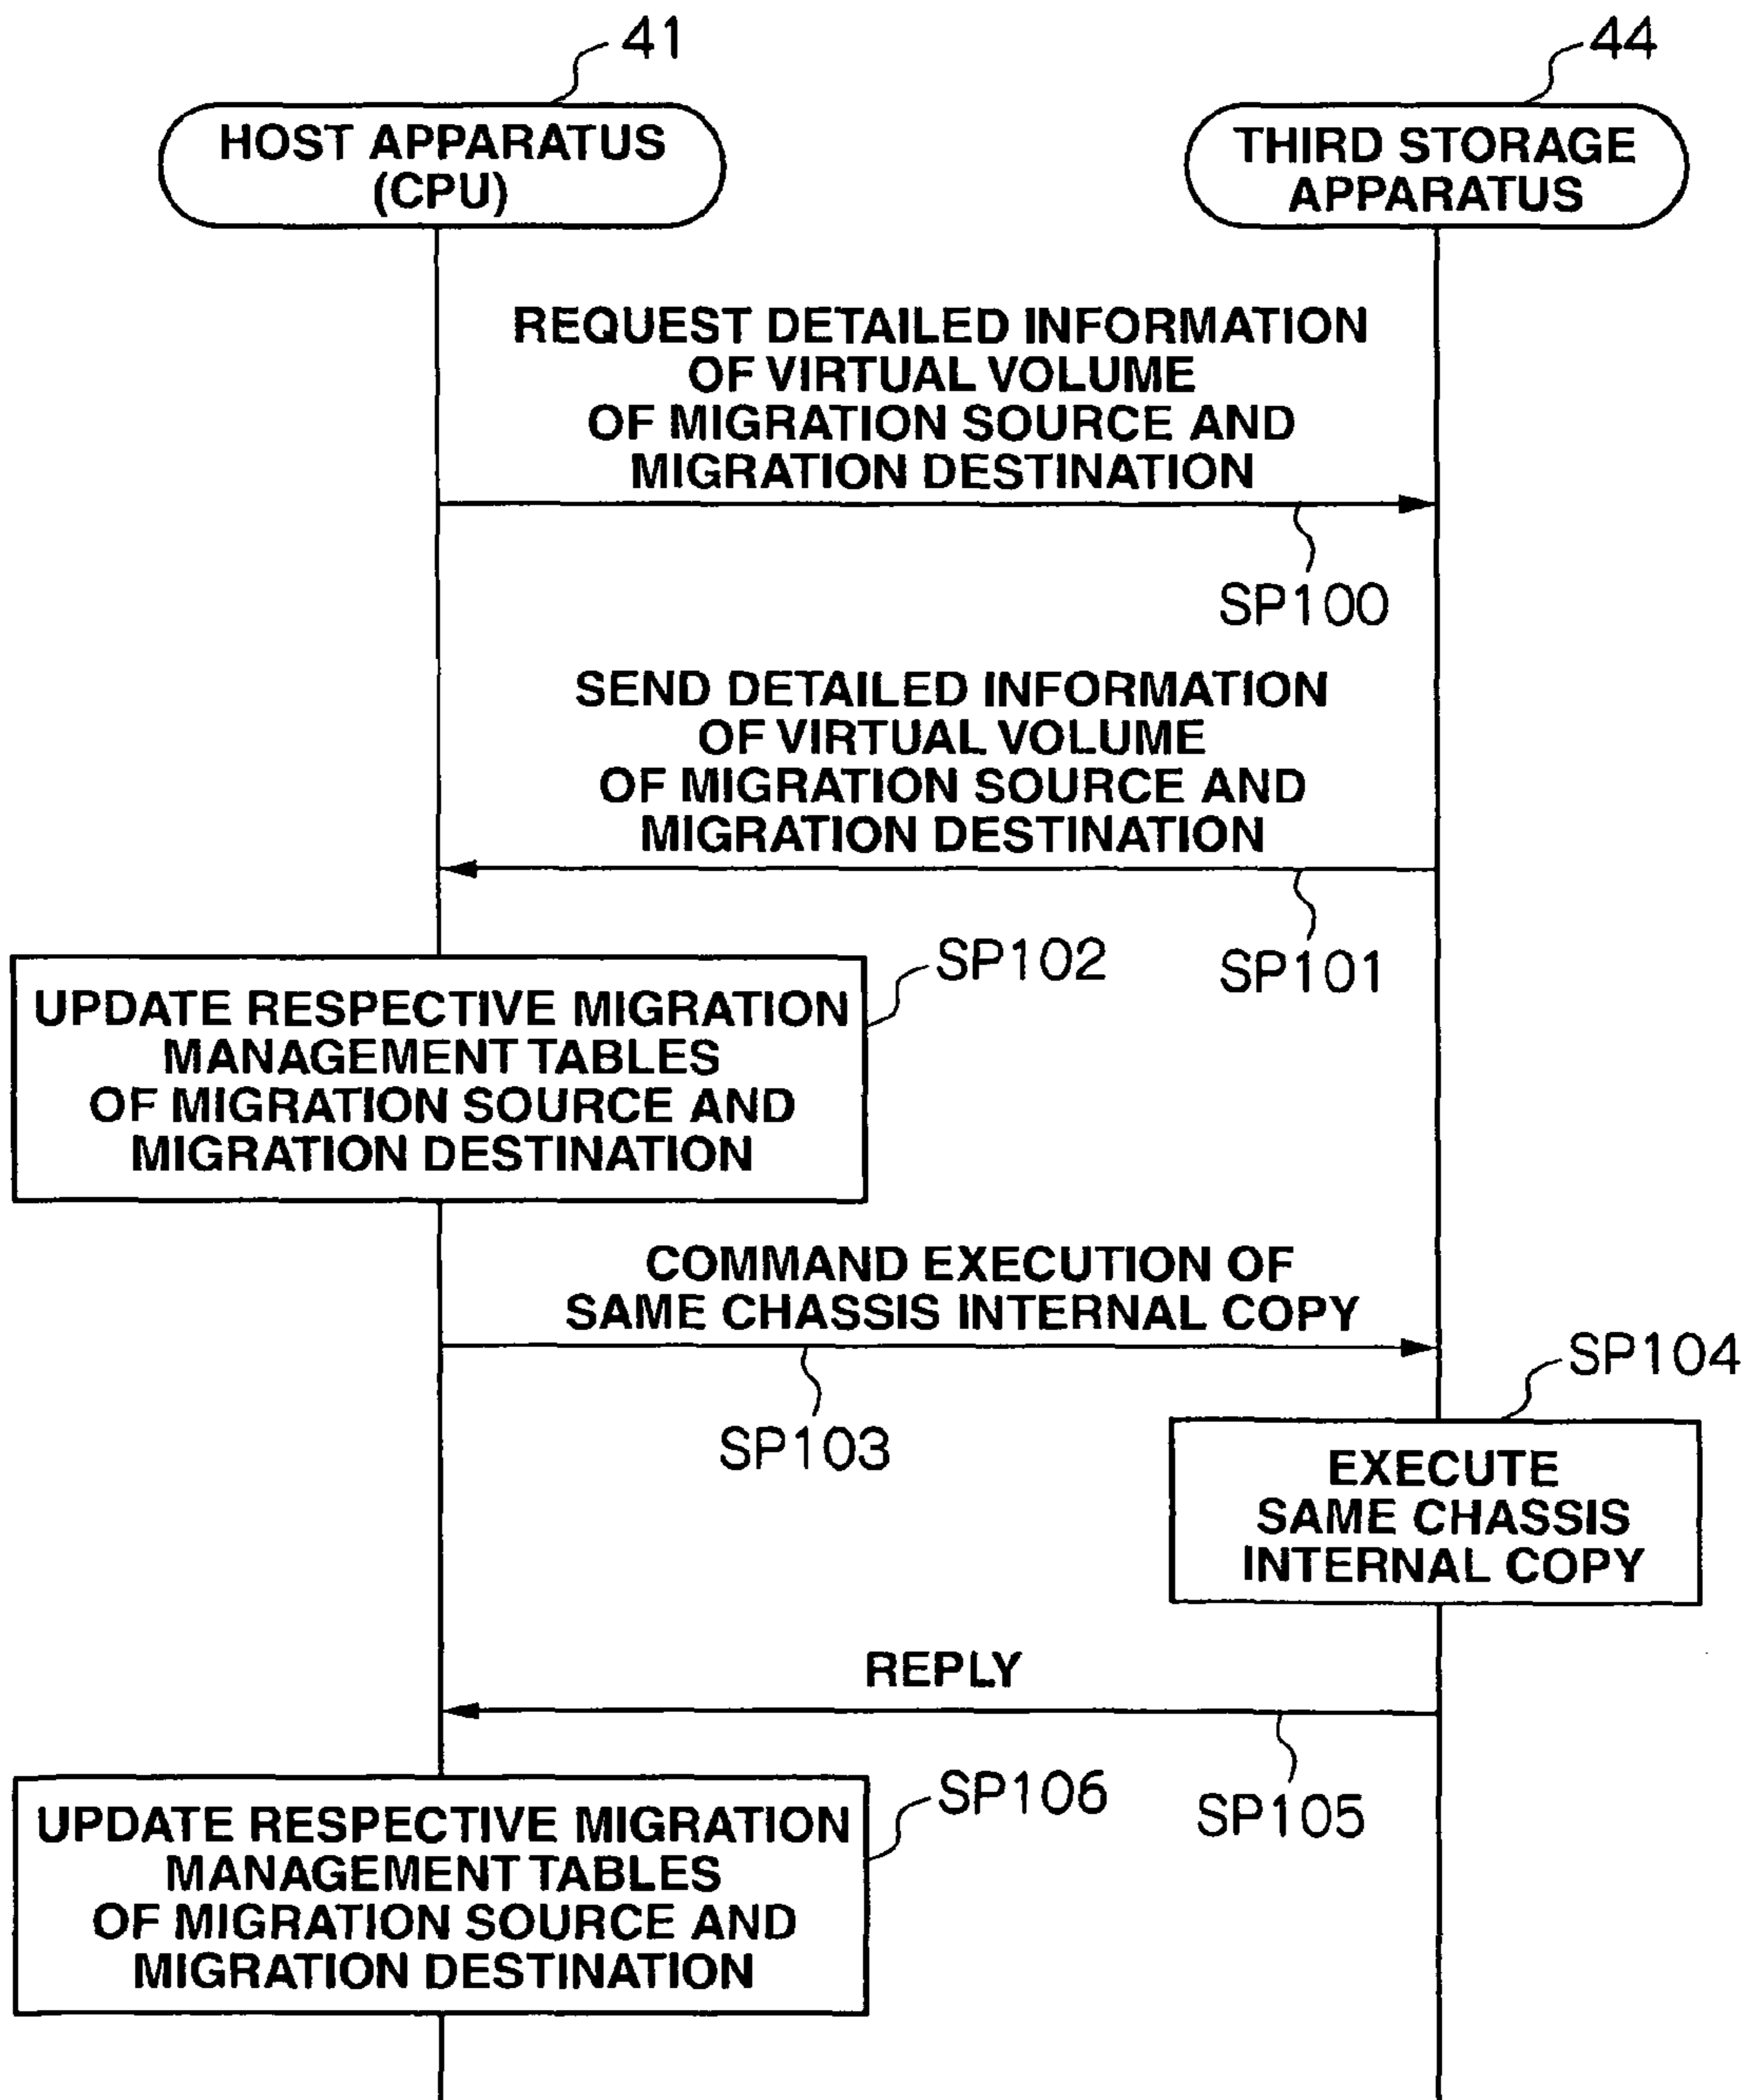 41
44
HOST APPARATUS
(CPU)
THIRD STORAGE
APPARATUS
REQUEST DETAILED INFORMATION
OF VIRTUAL VOLUME
OF MIGRATION SOURCE AND
MIGRATION DESTINATION
SP100
SEND DETAILED INFORMATION
OF VIRTUAL VOLUME
OF MIGRATION SOURCE AND
MIGRATION DESTINATION
SP101
SP102
UPDATE RESPECTIVE MIGRATION
MANAGEMENT TABLES
OF MIGRATION SOURCE AND
MIGRATION DESTINATION
COMMAND EXECUTION OF
SAME CHASSIS INTERNAL COPY
SP103
SP104
EXECUTE
SAME CHASSIS
INTERNAL COPY
REPLY
SP105
SP106
UPDATE RESPECTIVE MIGRATION
MANAGEMENT TABLES
OF MIGRATION SOURCE AND
MIGRATION DESTINATION